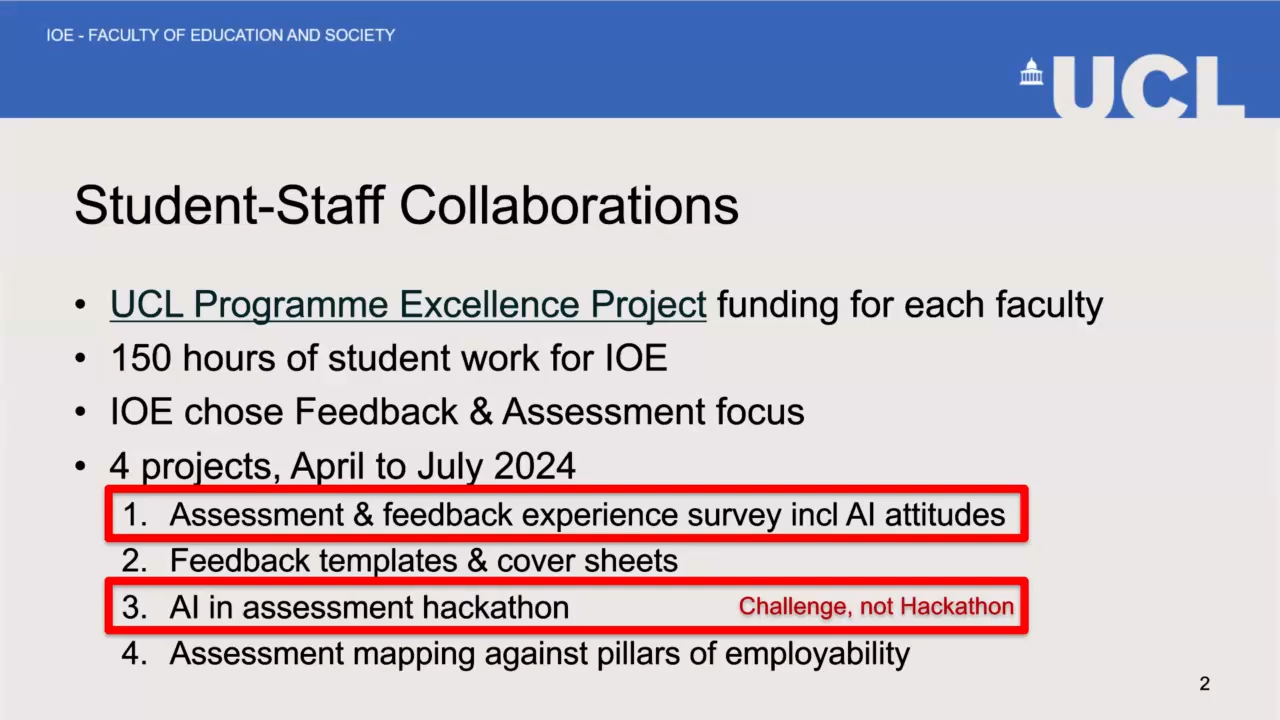 IOE - FACULTY OF EDUCATION AND SOCIETY
UCL
Student-Staff Collaborations
• UCL Programme Excellence Project funding for each faculty
• 150 hours of student work for IOE
• IOE chose Feedback & Assessment focus
• 4 projects, April to July 2024
1. Assessment & feedback experience survey incl AI attitudes
2. Feedback templates & cover sheets
3. AI in assessment hackathon Challenge, not Hackathon
4. Assessment mapping against pillars of employability
2